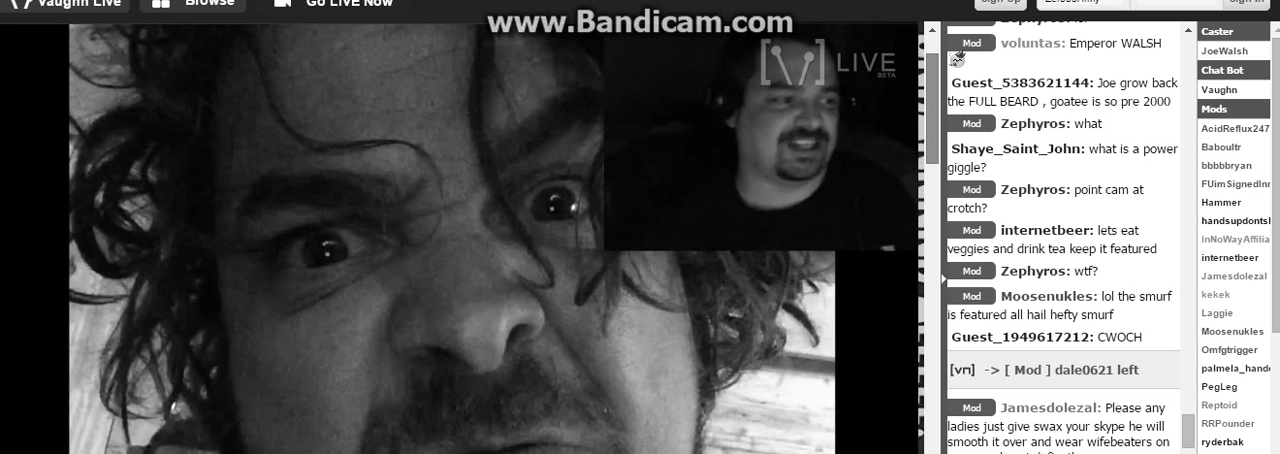 Vaughn Live
Browse
Go LIVE Now
www.Bandicam.com
Sign Up
Sign In
LIVE
BETA
Mod voluntas: Emperor WALSH
Guest_5383621144: Joe grow back
the FULL BEARD , goatee is so pre 2000
Mod Zephyros: what
Shaye_Saint_John: what is a power
giggle?
Mod Zephyros: point cam at
crotch?
Mod internetbeer: lets eat
veggies and drink tea keep it featured
Mod Zephyros: wtf?
Mod Moosenukles: lol the smurf
is featured all hail hefty smurf
Guest_1949617212: CWOCH
-> [ Mod ] dale0621 left
Mod Jamesdolezal: Please any
ladies just give swax your skype he will
smooth it over and wear wifebeaters on
Caster
JoeWalsh
Chat Bot
Vaughn
Mods
AcidReflux247
Baboultr
bbbbbryan
FUimSignedInn
Hammer
handsupdontsh
InNoWayAffilia
internetbeer
Jamesdolezal
kekek
Laggie
Moosenukles
Omfgtrigger
palmela_hande
PegLeg
Reptoid
RRPounder
ryderbak